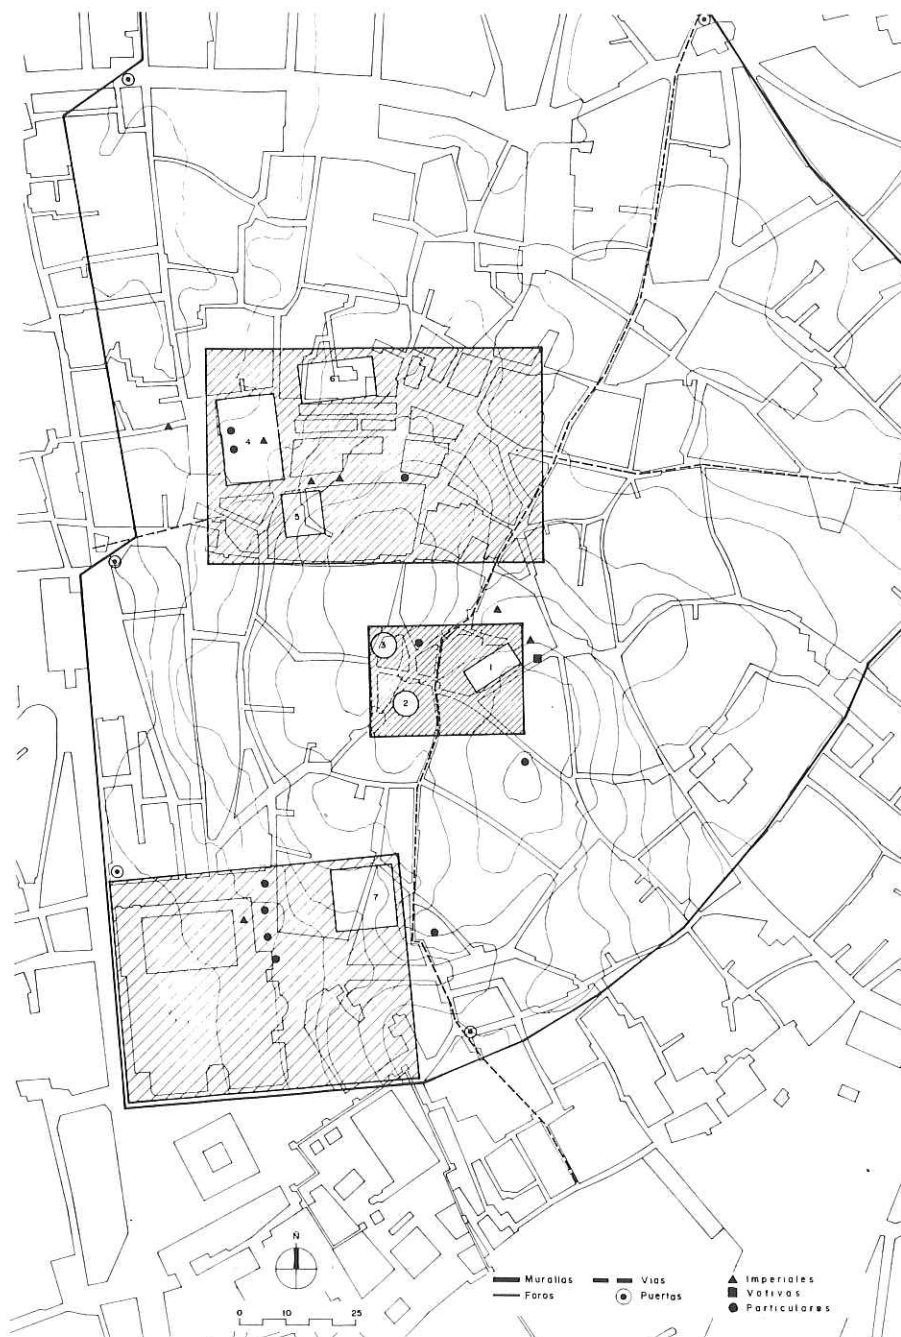 6
4
5
3
1
2
7
N
0 10 25
Murallas
Foros
Vias
Puertas
Imperiales
Votivas
Particulares